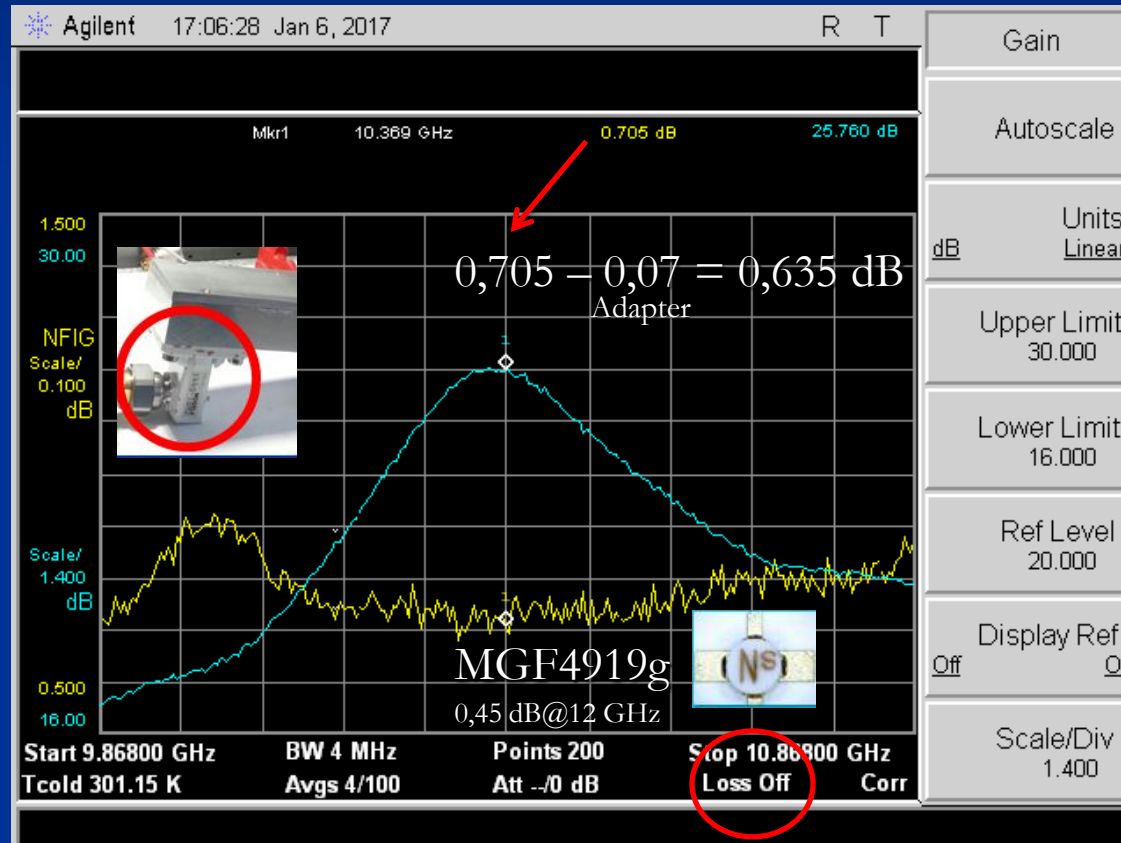 Agilent 17:06:28 Jan 6, 2017 R T
Mkr1 10.369 GHz 0.705 dB 25.760 dB
1.500
30.00
NFIG
Scale/
0.100
dB
Scale/
1.400
dB
0.500
16.00
0,705 – 0,07 = 0,635 dB
Adapter
1
1
MGF4919g
0,45 dB@12 GHz
NS
Start 9.86800 GHz BW 4 MHz Points 200 Stop 10.86800 GHz
Tcold 301.15 K Avgs 4/100 Att --/0 dB Loss Off Corr
Gain
Autoscale
Units
dB Linear
Upper Limit
30.000
Lower Limit
16.000
Ref Level
20.000
Display Ref
Off O
Scale/Div
1.400